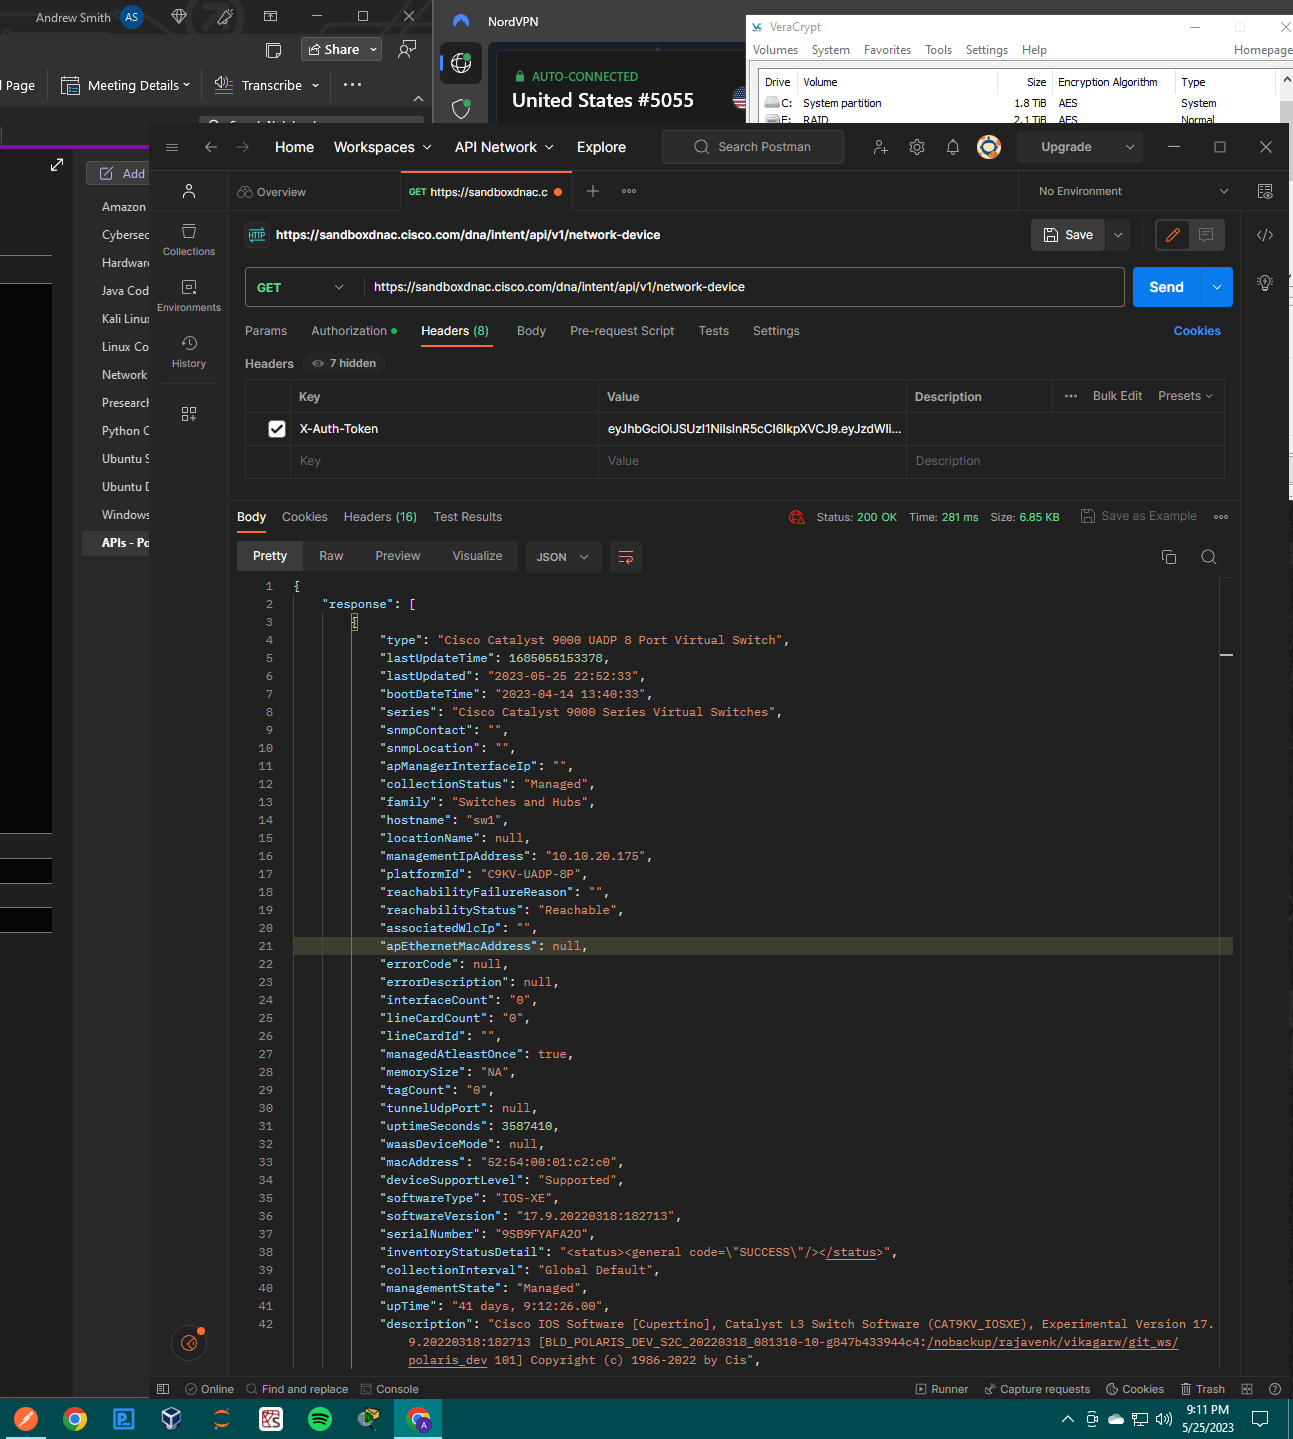 Andrew Smith AS
Share
l Page Meeting Details Transcribe
NordVPN
AUTO-CONNECTED
United States #5055
VeraCrypt
Volumes System Favorites Tools Settings Help Homepage
Drive Volume Size Encryption Algorithm Type
C: System partition 1.8 TiB AES System
E: RAID 2.1 TiB AES Normal
Add
Amazon
Cybersec
Hardware
Java Cod
Kali Linux
Linux Co
Network
Presearch
Python C
Ubuntu S
Ubuntu D
Windows
APIs - Po
Home Workspaces API Network Explore Search Postman Upgrade
Overview GET https://sandboxdnac.c No Environment
HTTP https://sandboxdnac.cisco.com/dna/intent/api/v1/network-device Save
Collections
Environments
History
GET https://sandboxdnac.cisco.com/dna/intent/api/v1/network-device Send
Params Authorization Headers (8) Body Pre-request Script Tests Settings Cookies
Headers 7 hidden
Key Value Description Bulk Edit Presets
X-Auth-Token eyJhbGciOiJSUzI1NiIsInR5cCI6IkpXVCJ9.eyJzdWIi...
Key Value Description
Body Cookies Headers (16) Test Results Status: 200 OK Time: 281 ms Size: 6.85 KB Save as Example
Pretty Raw Preview Visualize JSON
1 {
2 "response": [
3 {
4 "type": "Cisco Catalyst 9000 UADP 8 Port Virtual Switch",
5 "lastUpdateTime": 1685055153378,
6 "lastUpdated": "2023-05-25 22:52:33",
7 "bootDateTime": "2023-04-14 13:40:33",
8 "series": "Cisco Catalyst 9000 Series Virtual Switches",
9 "snmpContact": "",
10 "snmpLocation": "",
11 "apManagerInterfaceIp": "",
12 "collectionStatus": "Managed",
13 "family": "Switches and Hubs",
14 "hostname": "sw1",
15 "locationName": null,
16 "managementIpAddress": "10.10.20.175",
17 "platformId": "C9KV-UADP-8P",
18 "reachabilityFailureReason": "",
19 "reachabilityStatus": "Reachable",
20 "associatedWlcIp": "",
21 "apEthernetMacAddress": null,
22 "errorCode": null,
23 "errorDescription": null,
24 "interfaceCount": "0",
25 "lineCardCount": "0",
26 "lineCardId": "",
27 "managedAtleastOnce": true,
28 "memorySize": "NA",
29 "tagCount": "0",
30 "tunnelUdpPort": null,
31 "uptimeSeconds": 3587410,
32 "waasDeviceMode": null,
33 "macAddress": "52:54:00:01:c2:c0",
34 "deviceSupportLevel": "Supported",
35 "softwareType": "IOS-XE",
36 "softwareVersion": "17.9.20220318:182713",
37 "serialNumber": "9SB9FYAFA2O",
38 "inventoryStatusDetail": "<status><general code=\"SUCCESS\"/></status>",
39 "collectionInterval": "Global Default",
40 "managementState": "Managed",
41 "upTime": "41 days, 9:12:26.00",
42 "description": "Cisco IOS Software [Cupertino], Catalyst L3 Switch Software (CAT9KV_IOSXE), Experimental Version 17.
9.20220318:182713 [BLD_POLARIS_DEV_S2C_20220318_081310-10-g847b433944c4:/nobackup/rajavenk/vikagarw/git_ws/
polaris_dev 101] Copyright (c) 1986-2022 by Cis",
Online Find and replace Console Runner Capture requests Cookies Trash
9:11 PM
5/25/2023